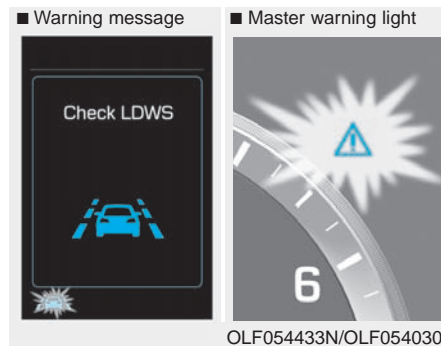 ■ Warning message
■ Master warning light
Check LDWS
6
OLF054433N/OLF054030